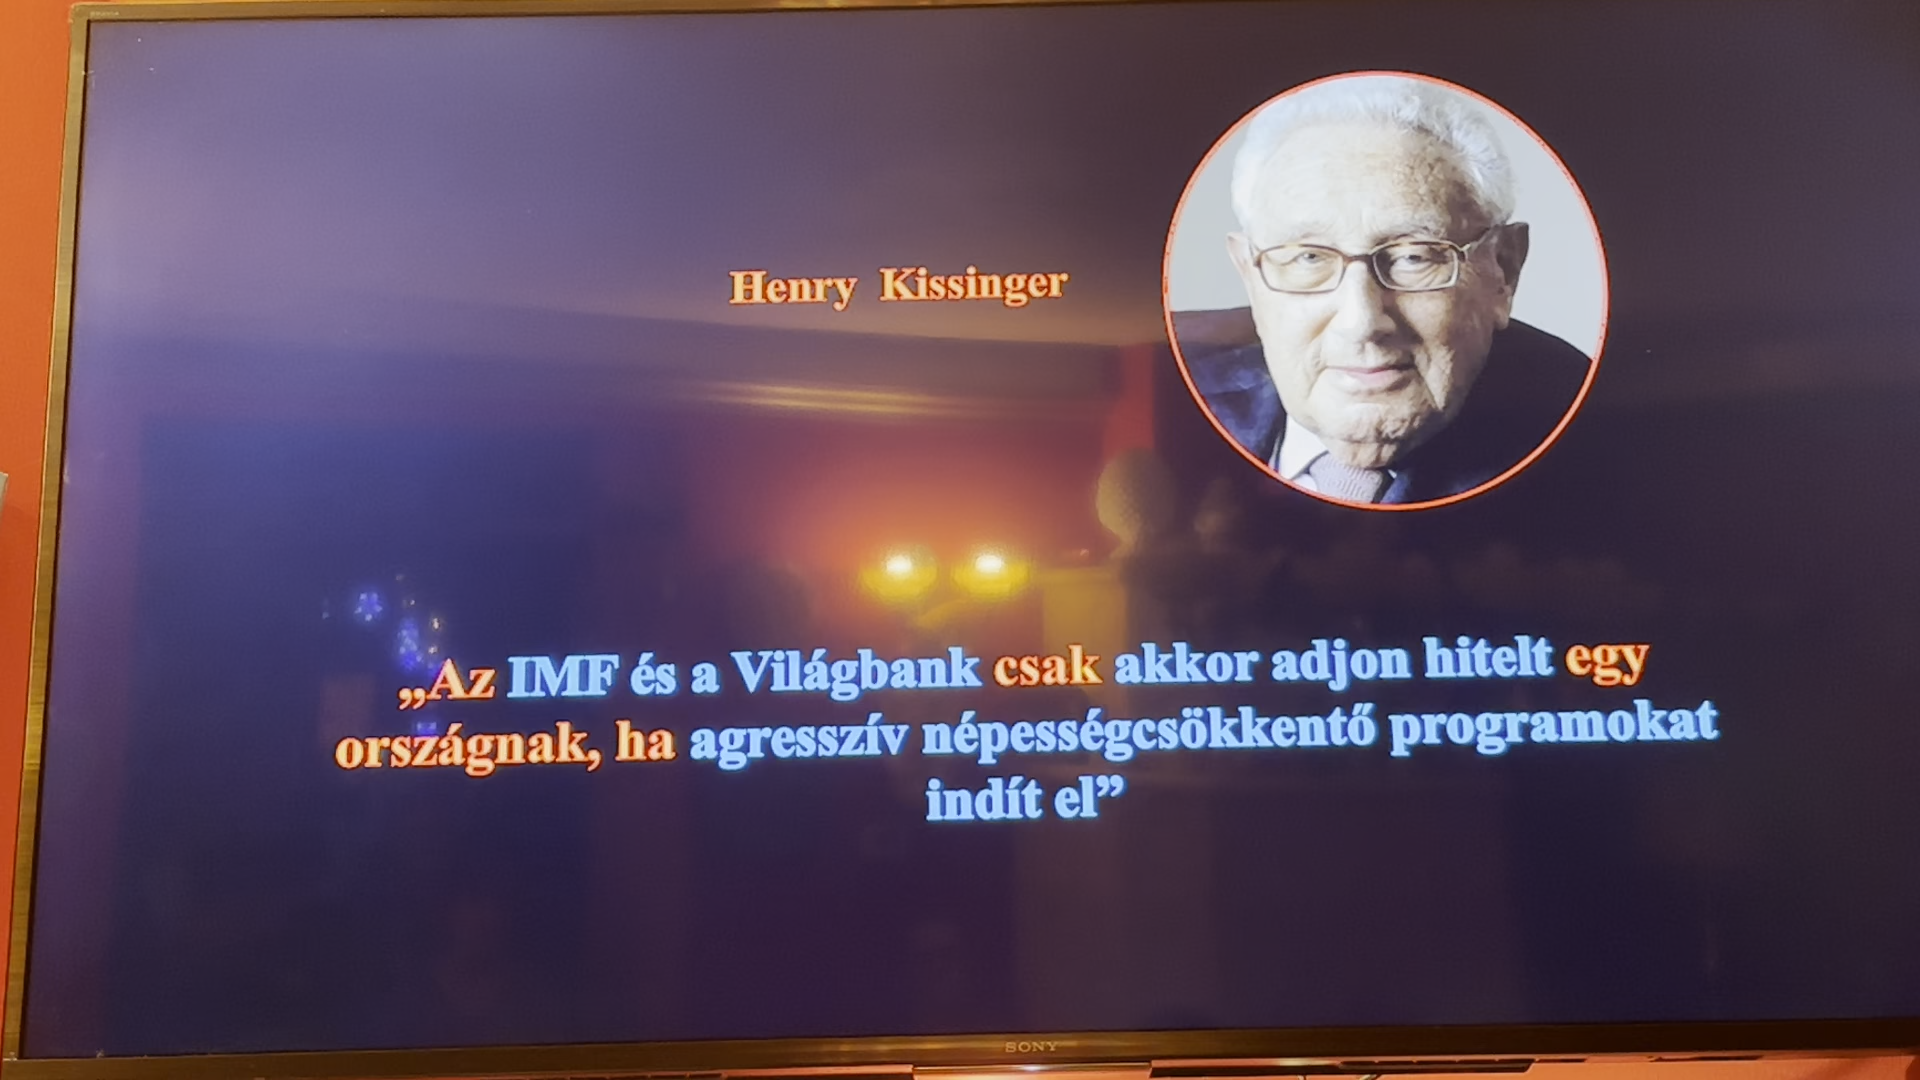 Henry Kissinger
„Az IMF és a Világbank csak akkor adjon hitelt egy
országnak, ha agresszív népességcsökkentő programokat
indít el”
SONY